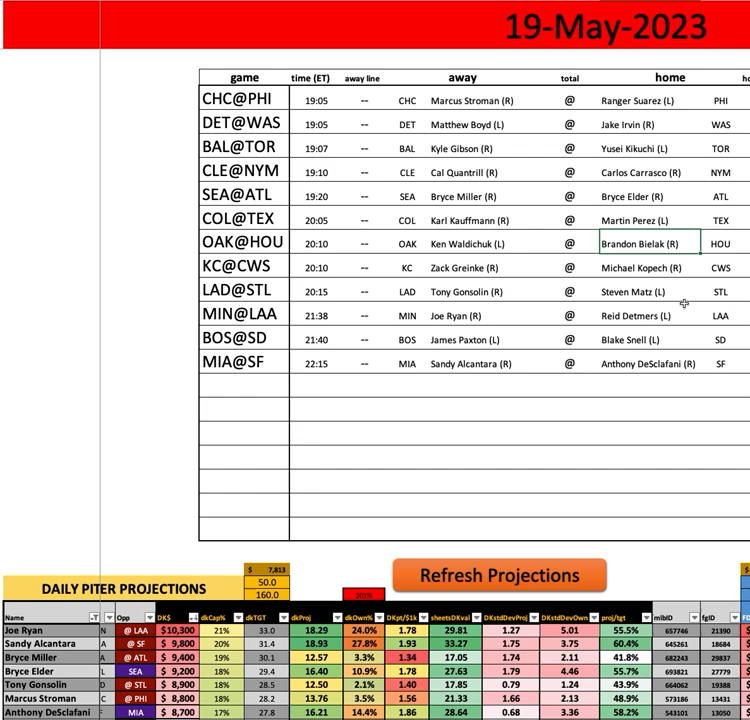 19-May-2023
game time (ET) away line away total home
CHC@PHI 19:05 -- CHC Marcus Stroman (R) @ Ranger Suarez (L) PHI
DET@WAS 19:05 -- DET Matthew Boyd (L) @ Jake Irvin (R) WAS
BAL@TOR 19:07 -- BAL Kyle Gibson (R) @ Yusei Kikuchi (L) TOR
CLE@NYM 19:10 -- CLE Cal Quantrill (R) @ Carlos Carrasco (R) NYM
SEA@ATL 19:20 -- SEA Bryce Miller (R) @ Bryce Elder (R) ATL
COL@TEX 20:05 -- COL Karl Kauffmann (R) @ Martin Perez (L) TEX
OAK@HOU 20:10 -- OAK Ken Waldichuk (L) @ Brandon Bielak (R) HOU
KC@CWS 20:10 -- KC Zack Greinke (R) @ Michael Kopech (R) CWS
LAD@STL 20:15 -- LAD Tony Gonsolin (R) @ Steven Matz (L) STL
MIN@LAA 21:38 -- MIN Joe Ryan (R) @ Reid Detmers (L) LAA
BOS@SD 21:40 -- BOS James Paxton (L) @ Blake Snell (L) SD
MIA@SF 22:15 -- MIA Sandy Alcantara (R) @ Anthony DeSclafani (R) SF
$ 7,813
50.0
160.0
DAILY PITER PROJECTIONS
201%
Refresh Projections
Name Opp DK$ dkCap% dkTGT dkProj dkOwn% DKpt/$1k sheetsDKval DKstdDevProj DKstdDevOwn proj/tgt mlbID fgID
Joe Ryan N @ LAA $10,300 21% 33.0 18.29 24.0% 1.78 29.81 1.27 5.01 55.5% 657746 21390
Sandy Alcantara A @ SF $ 9,800 20% 31.4 18.93 27.8% 1.93 33.27 1.75 3.75 60.4% 645261 18684
Bryce Miller A @ ATL $ 9,400 19% 30.1 12.57 3.3% 1.34 17.05 1.74 2.11 41.8% 682243 29837
Bryce Elder L SEA $ 9,200 18% 29.4 16.40 10.9% 1.78 27.63 1.79 4.46 55.7% 693821 27779
Tony Gonsolin D @ STL $ 8,900 18% 28.5 12.50 2.1% 1.40 17.85 0.79 1.24 43.9% 664062 19388
Marcus Stroman C @ PHI $ 8,800 18% 28.2 13.76 3.5% 1.56 21.33 1.66 2.13 48.9% 573186 13431
Anthony DeSclafani F MIA $ 8,700 17% 27.8 16.21 14.4% 1.86 28.64 0.68 3.36 58.2% 543101 13050